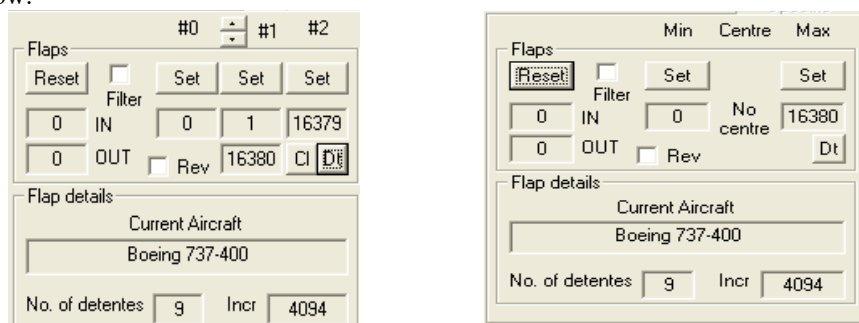 #0 #1 #2
Flaps
Reset Set Set Set
Filter
0 IN 0 1 16379
0 OUT Rev 16380 Cl Dt
Flap details
Current Aircraft
Boeing 737-400
No. of detentes 9 Incr 4094
Min Centre Max
Flaps
Reset Set Set
Filter
0 IN 0 No centre 16380
0 OUT Rev Dt
Flap details
Current Aircraft
Boeing 737-400
No. of detentes 9 Incr 4094